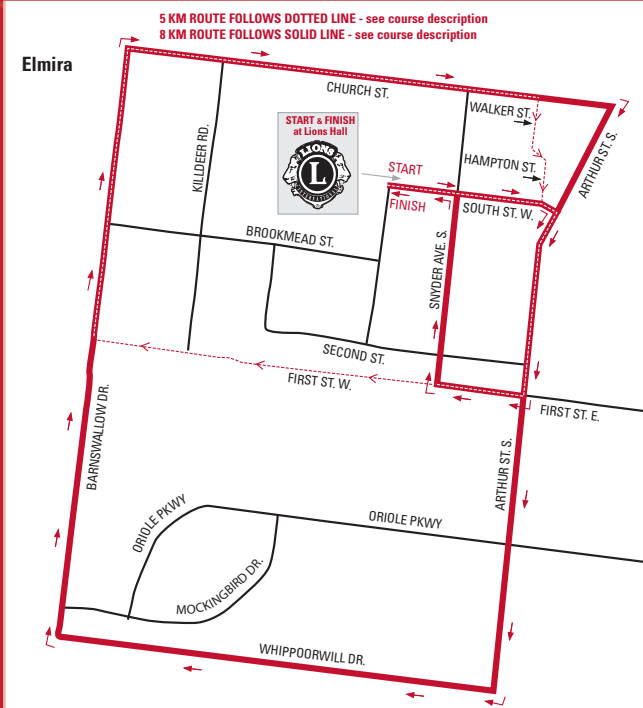 5 KM ROUTE FOLLOWS DOTTED LINE - see course description
8 KM ROUTE FOLLOWS SOLID LINE - see course description
Elmira
CHURCH ST.
WALKER ST.
START & FINISH
at Lions Hall
LIONS
L
KILLDEER RD.
HAMPTON ST.
ARTHUR ST. S.
START
FINISH
SOUTH ST. W.
BROOKMEAD ST.
SNYDER AVE. S.
SECOND ST.
FIRST ST. W.
FIRST ST. E.
BARNSWALLOW DR.
ARTHUR ST. S.
ORIOLE PKWY
ORIOLE PKWY
MOCKINGBIRD DR.
WHIPPOORWILL DR.